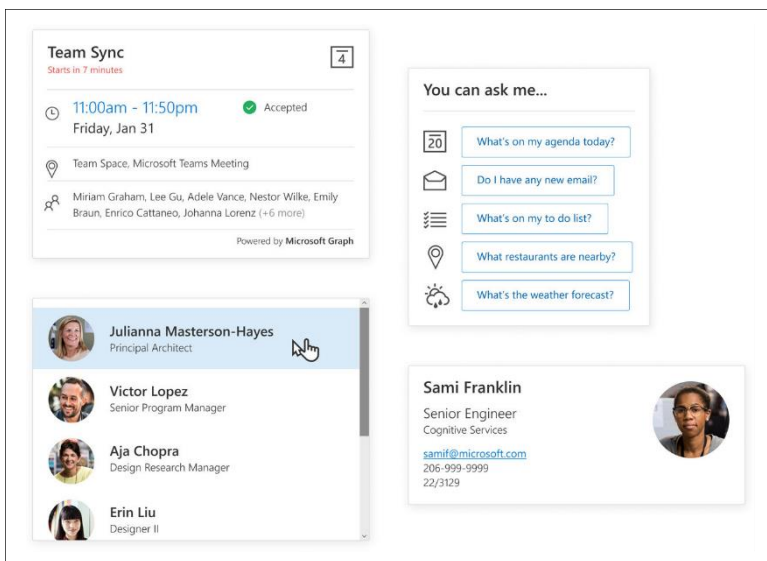 Team Sync
4
Starts in 7 minutes
11:00am - 11:50pm
Accepted
Friday, Jan 31
Team Space, Microsoft Teams Meeting
Miriam Graham, Lee Gu, Adele Vance, Nestor Wilke, Emily
Braun, Enrico Cattaneo, Johanna Lorenz (+6 more)
Powered by Microsoft Graph
You can ask me...
20
What's on my agenda today?
Do I have any new email?
What's on my to do list?
What restaurants are nearby?
What's the weather forecast?
Julianna Masterson-Hayes
Principal Architect
Victor Lopez
Senior Program Manager
Aja Chopra
Design Research Manager
Erin Liu
Designer II
Sami Franklin
Senior Engineer
Cognitive Services
samif@microsoft.com
206-999-9999
22/3129